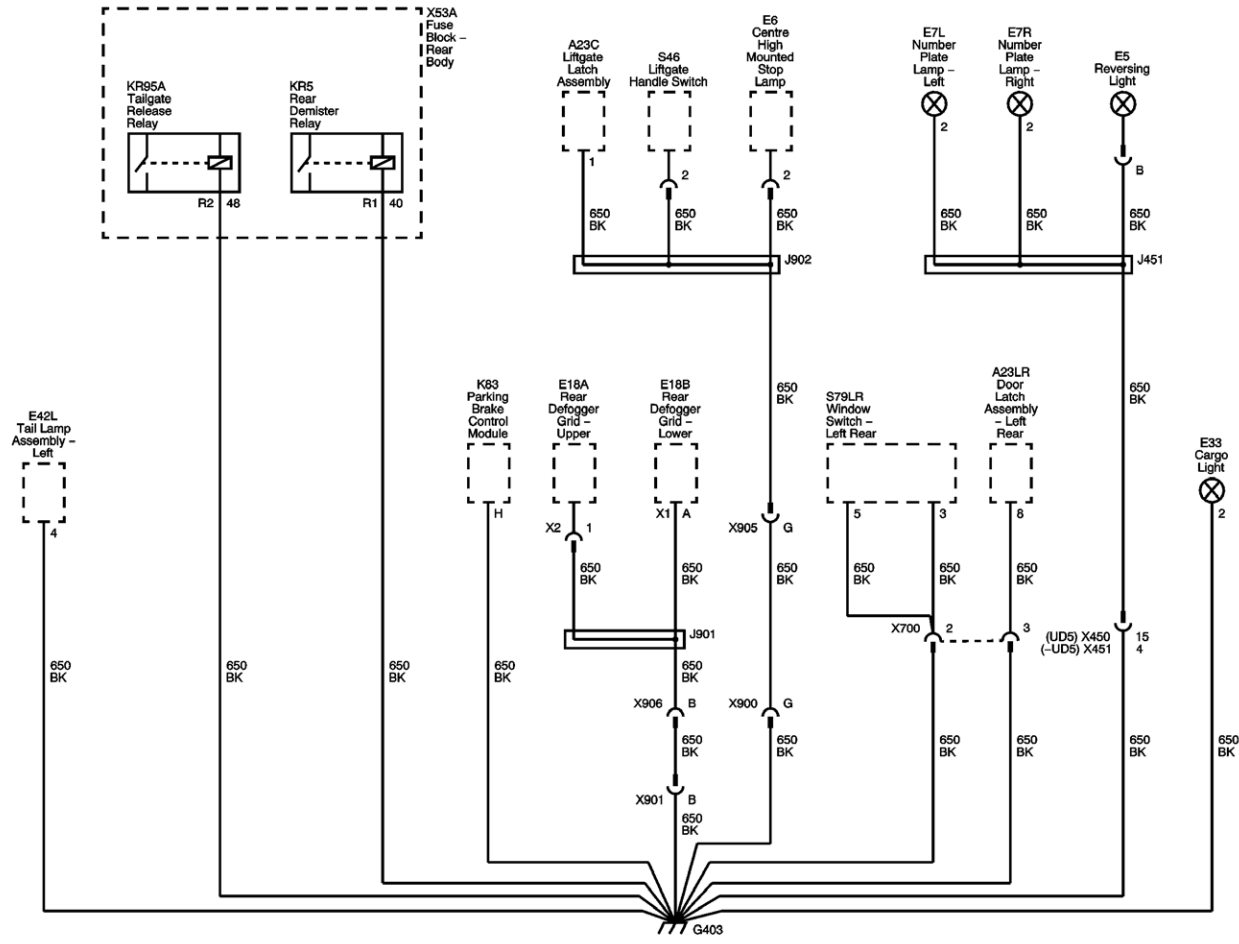 X53A
Fuse
Block –
Rear
Body
KR95A
Tailgate
Release
Relay
KR5
Rear
Demister
Relay
R2 48
R1 40
A23C
Liftgate
Latch
Assembly
S46
Liftgate
Handle Switch
E6
Centre
High
Mounted
Stop
Lamp
E7L
Number
Plate
Lamp –
Left
E7R
Number
Plate
Lamp –
Right
E5
Reversing
Light
1
2
2
2
2
B
650
BK
650
BK
650
BK
650
BK
650
BK
650
BK
J902
J451
E42L
Tail Lamp
Assembly –
Left
4
K83
Parking
Brake
Control
Module
E18A
Rear
Defogger
Grid –
Upper
E18B
Rear
Defogger
Grid –
Lower
650
BK
S79LR
Window
Switch –
Left Rear
A23LR
Door
Latch
Assembly
– Left
Rear
650
BK
E33
Cargo
Light
H
X2 1
X1 A
X905 G
5
3
8
2
650
BK
650
BK
650
BK
650
BK
650
BK
650
BK
J901
X700 2
3
(UD5) X450 15
(–UD5) X451 4
650
BK
650
BK
650
BK
650
BK
650
BK
X906 B
X900 G
650
BK
650
BK
650
BK
650
BK
650
BK
650
BK
X901 B
650
BK
G403